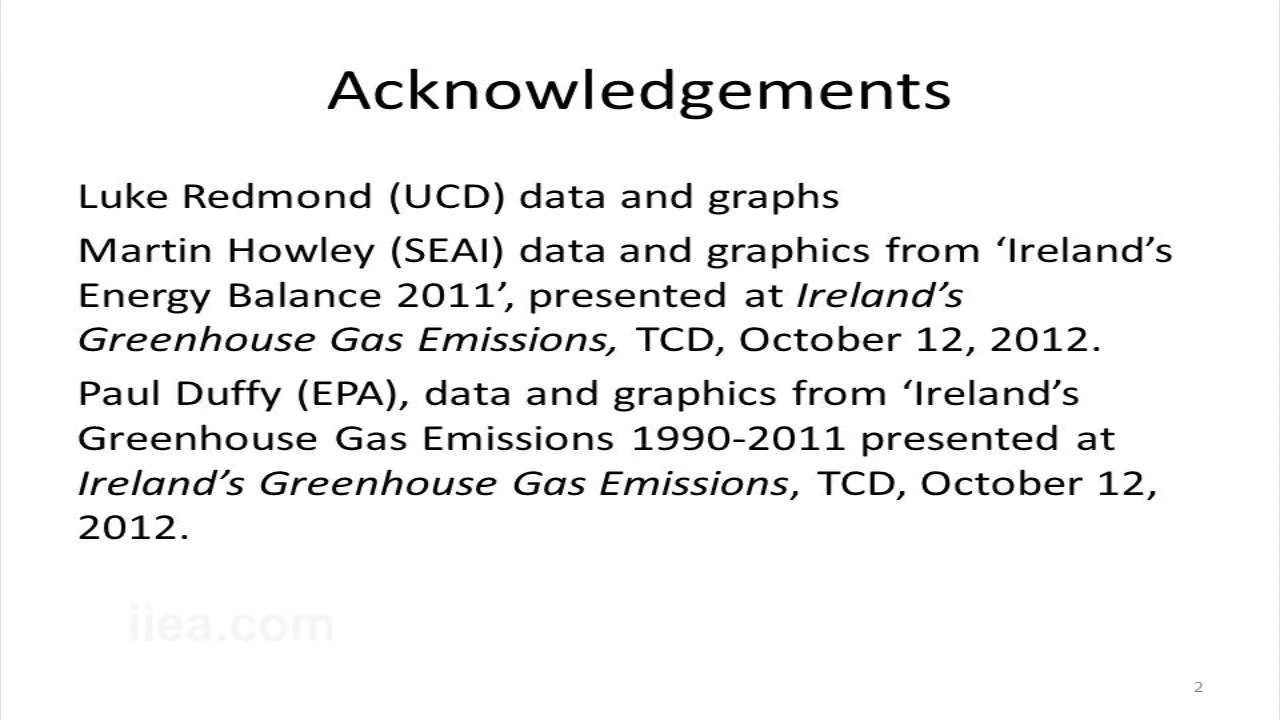 Acknowledgements
Luke Redmond (UCD) data and graphs
Martin Howley (SEAI) data and graphics from ‘Ireland’s
Energy Balance 2011’, presented at Ireland’s
Greenhouse Gas Emissions, TCD, October 12, 2012.
Paul Duffy (EPA), data and graphics from ‘Ireland’s
Greenhouse Gas Emissions 1990-2011 presented at
Ireland’s Greenhouse Gas Emissions, TCD, October 12,
2012.
iiea.com
2